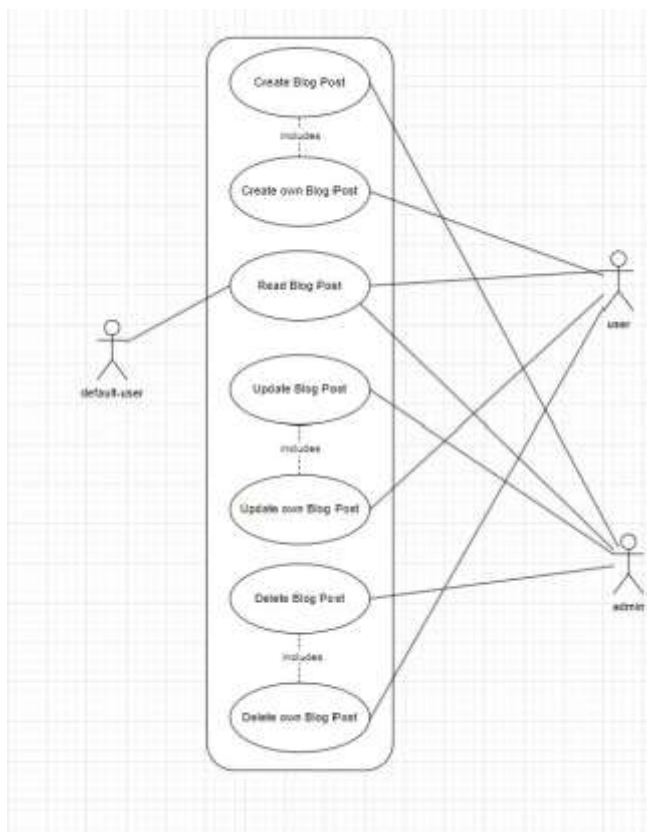 Create Blog Post
includes
Create own Blog Post
Read Blog Post
user
default-user
Update Blog Post
includes
Update own Blog Post
Delete Blog Post
admin
includes
Delete own Blog Post